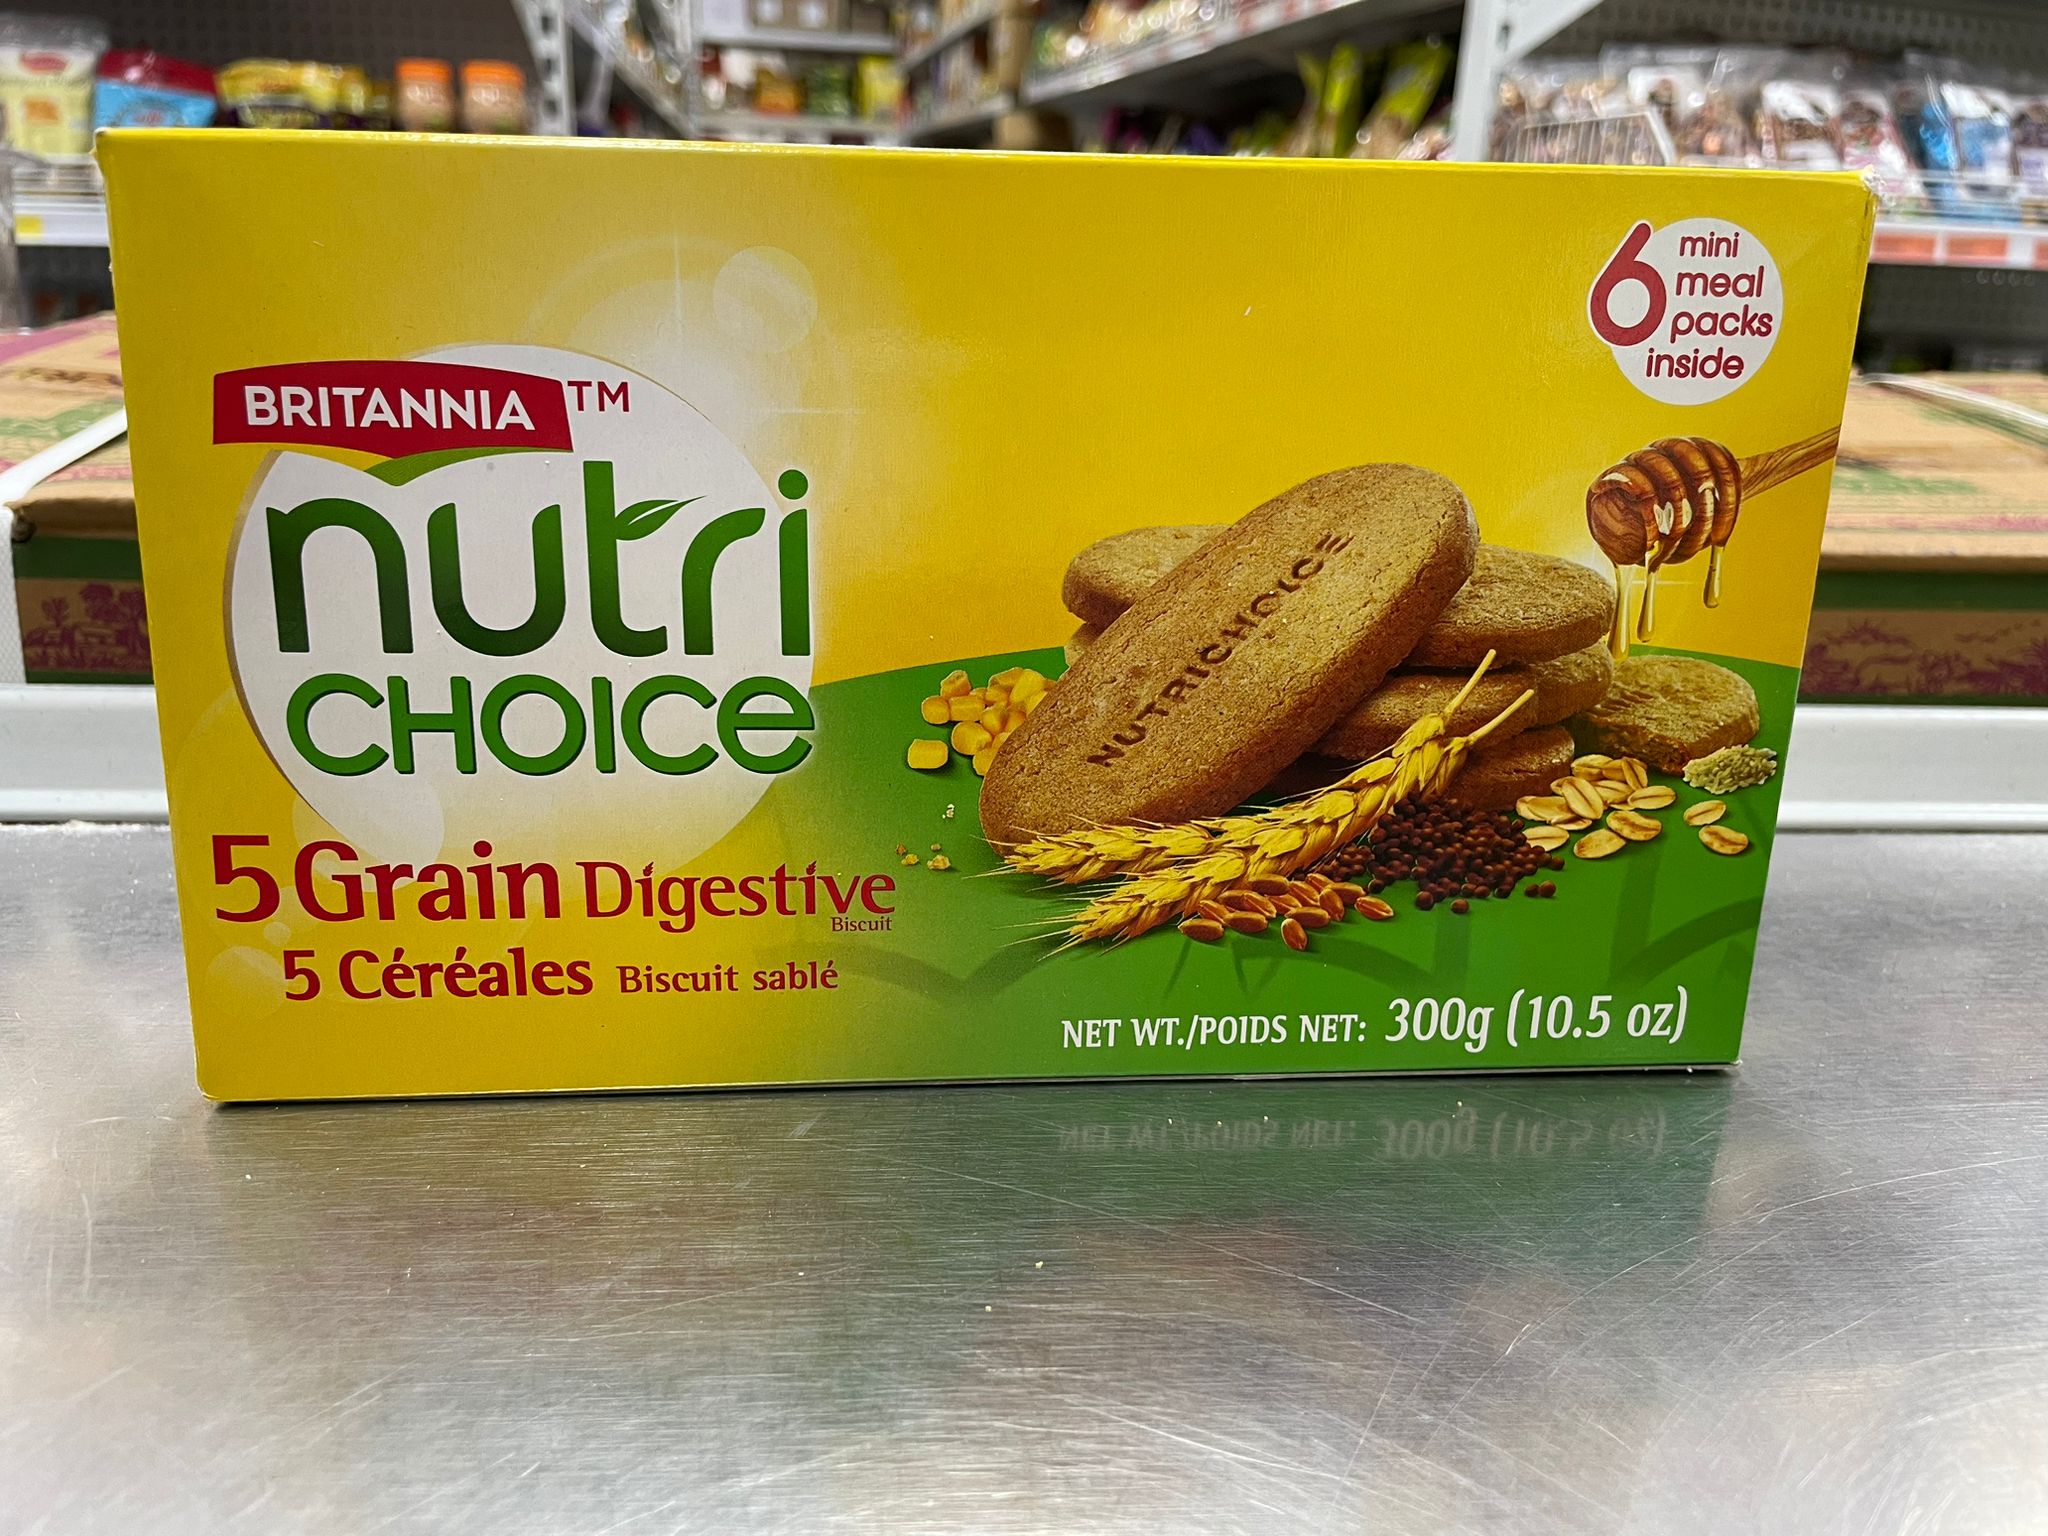 6 mini
meal
packs
inside
BRITANNIA™
nutri
CHOICe
NUTRICHOICE
5 Grain Digestive
Biscuit
5 Céréales Biscuit sablé
NET WT./POIDS NET: 300g (10.5 oz)